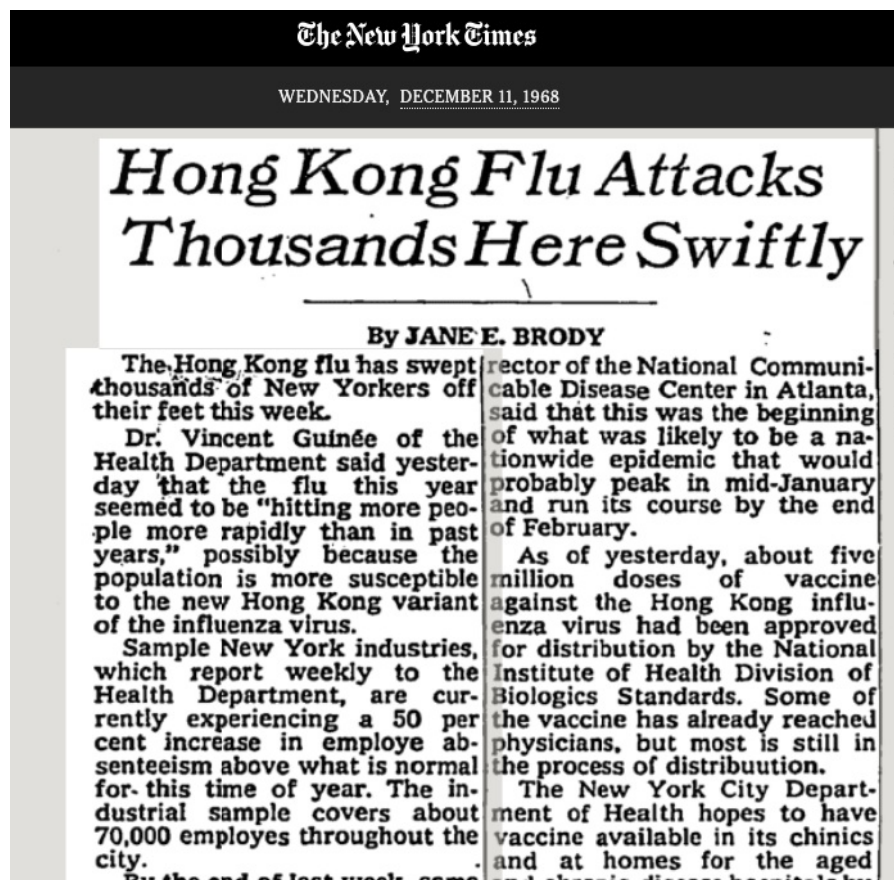 The New York Times
WEDNESDAY, DECEMBER 11, 1968
Hong Kong Flu Attacks
Thousands Here Swiftly
By JANE E. BRODY
The Hong Kong flu has swept
thousands of New Yorkers off
their feet this week.
Dr. Vincent Guinée of the
Health Department said yester-
day that the flu this year
seemed to be "hitting more peo-
ple more rapidly than in past
years," possibly because the
population is more susceptible
to the new Hong Kong variant
of the influenza virus.
Sample New York industries,
which report weekly to the
Health Department, are cur-
rently experiencing a 50 per
cent increase in employe ab-
senteeism above what is normal
for this time of year. The in-
dustrial sample covers about
70,000 employes throughout the
city.
By the end of last week, some
rector of the National Communi-
cable Disease Center in Atlanta,
said that this was the beginning
of what was likely to be a na-
tionwide epidemic that would
probably peak in mid-January
and run its course by the end
of February.
As of yesterday, about five
million doses of vaccine
against the Hong Kong influ-
enza virus had been approved
for distribution by the National
Institute of Health Division of
Biologics Standards. Some of
the vaccine has already reached
physicians, but most is still in
the process of distribuution.
The New York City Depart-
ment of Health hopes to have
vaccine available in its chinics
and at homes for the aged
and chronic disease hospitals by